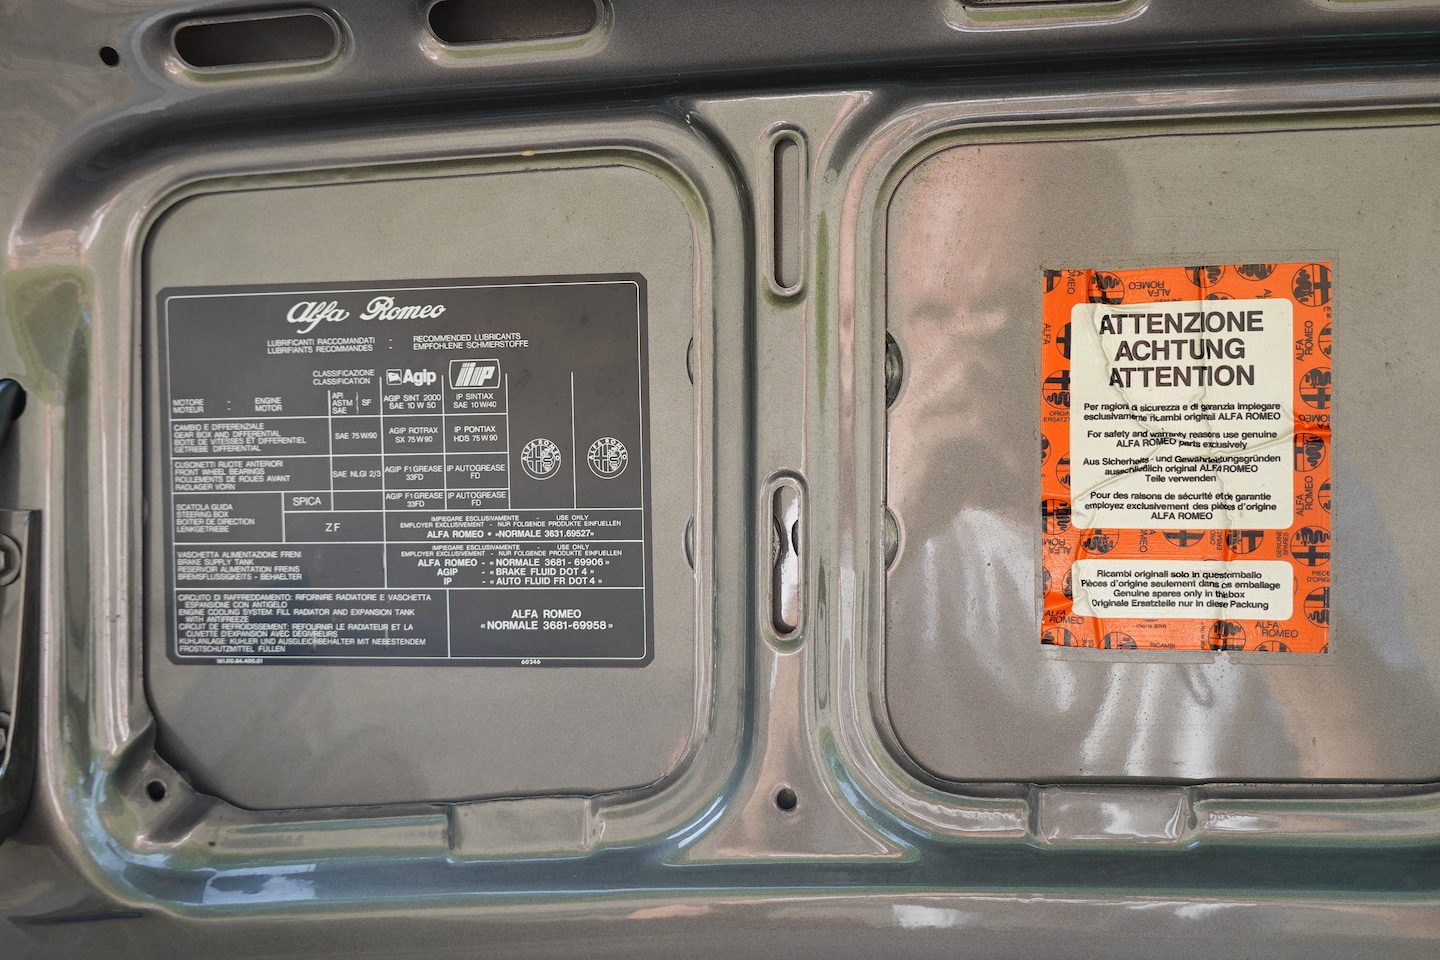 Alfa Romeo
LUBRIFICANTI RACCOMANDATI - RECOMMENDED LUBRICANTS
LUBRIFIANTS RECOMMANDES - EMPFOHLENE SCHMIERSTOFFE
CLASSIFICAZIONE
CLASSIFICATION
Agip
IP
MOTORE - ENGINE
MOTEUR - MOTOR
API
ASTM
SAE
SF
AGIP SINT 2000
SAE 10 W 50
IP SINTIAX
SAE 10 W/40
CAMBIO E DIFFERENZIALE
GEAR BOX AND DIFFERENTIAL
BOITE DE VITESSES ET DIFFERENTIEL
GETRIEBE DIFFERENTIAL
SAE 75 W/90
AGIP ROTRAX
SX 75 W 90
IP PONTIAX
HDS 75 W 90
CUSCINETTI RUOTE ANTERIORI
FRONT WHEEL BEARINGS
ROULEMENTS DE ROUES AVANT
RADLAGER VORN
SAE NLGI 2/3
AGIP F1 GREASE
33FD
IP AUTOGREASE
FD
SCATOLA GUIDA
STEERING BOX
BOITIER DE DIRECTION
LENKGETRIEBE
SPICA
AGIP F1 GREASE
33FD
IP AUTOGREASE
FD
ZF
IMPIEGARE ESCLUSIVAMENTE - USE ONLY
EMPLOYER EXCLUSIVEMENT - NUR FOLGENDE PRODUKTE EINFUELLEN
ALFA ROMEO • «NORMALE 3631.69527»
VASCHETTA ALIMENTAZIONE FRENI
BRAKE SUPPLY TANK
RESERVOIR ALIMENTATION FREINS
BREMSFLUSSIGKEITS - BEHAELTER
IMPIEGARE ESCLUSIVAMENTE - USE ONLY
EMPLOYER EXCLUSIVEMENT - NUR FOLGENDE PRODUKTE EINFUELLEN
ALFA ROMEO - «NORMALE 3681-69906»
AGIP - «BRAKE FLUID DOT 4»
IP - «AUTO FLUID FR DOT 4»
CIRCUITO DI RAFFREDDAMENTO: RIFORNIRE RADIATORE E VASCHETTA
ESPANSIONE CON ANTIGELO
ENGINE COOLING SYSTEM: FILL RADIATOR AND EXPANSION TANK
WITH ANTIFREEZE
CIRCUIT DE REFROIDISSEMENT: REFOURNIR LE RADIATEUR ET LA
CUVETTE D'EXPANSION AVEC DEGIVREURS
KUHLANLAGE: KUHLER UND AUSGLEICHBEHALTER MIT NEBESTENDEM
FROSTSCHUTZMITTEL FÜLLEN
ALFA ROMEO
«NORMALE 3681-69958»
161.00.64.400.01
60246
ATTENZIONE
ACHTUNG
ATTENTION
Per ragioni di sicurezza e di garanzia impiegare
esclusivamente ricambi originali ALFA ROMEO
For safety and warranty reasons use genuine
ALFA ROMEO parts exclusively
Aus Sicherheits- und Gewährleistungsgründen
ausschließlich original ALFA ROMEO
Teile verwenden
Pour des raisons de sécurité et de garantie
employez exclusivement des pièces d'origine
ALFA ROMEO
Ricambi originali solo in questo imballo
Pièces d'origine seulement dans ce emballage
Genuine spares only in this box
Originale Ersatzteile nur in diese Packung
ALFA ROMEO
RICAMBI